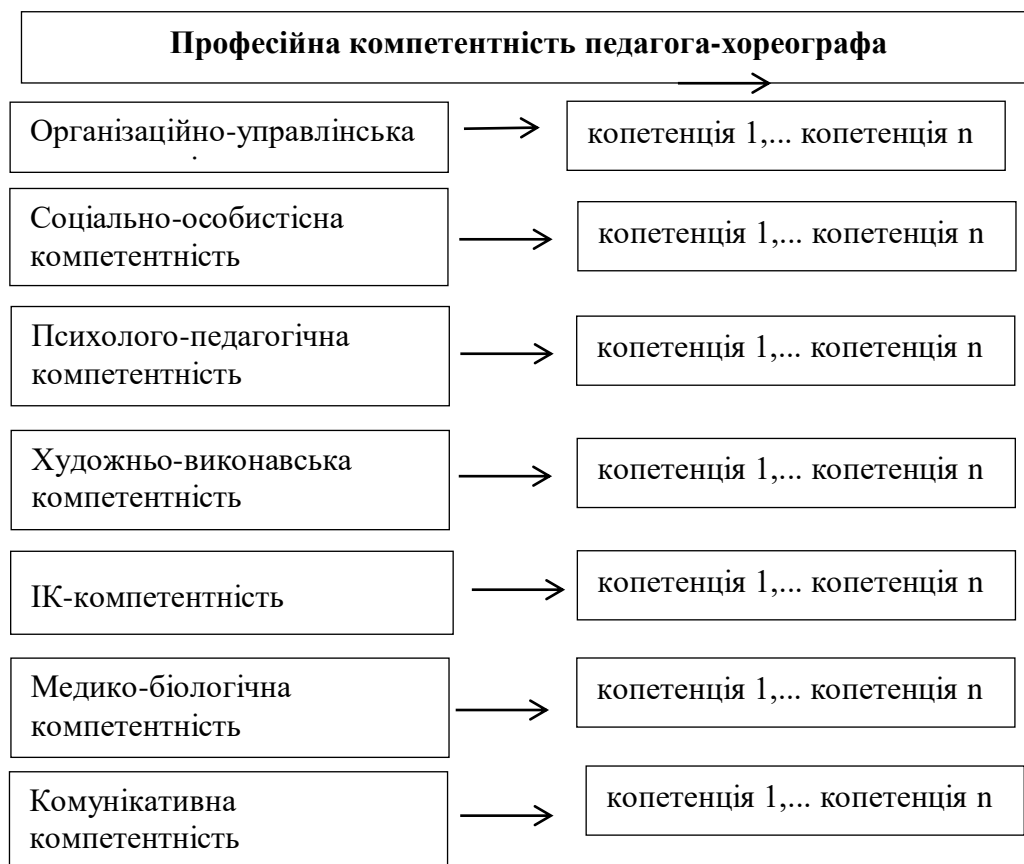 Професійна компетентність педагога-хореографа
Організаційно-управлінська
копетенція 1,... копетенція n
Соціально-особистісна
компетентність
копетенція 1,... копетенція n
Психолого-педагогічна
компетентність
копетенція 1,... копетенція n
Художньо-виконавська
компетентність
копетенція 1,... копетенція n
ІК-компетентність
копетенція 1,... копетенція n
Медико-біологічна
компетентність
копетенція 1,... копетенція n
Комунікативна
компетентність
копетенція 1,... копетенція n